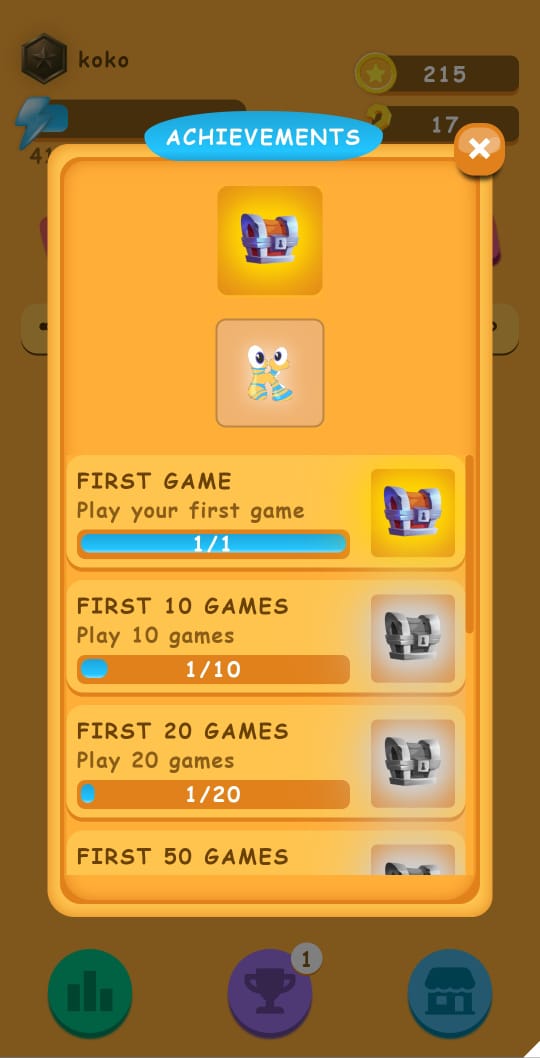 koko
215
17
41
ACHIEVEMENTS
FIRST GAME
Play your first game
1/1
FIRST 10 GAMES
Play 10 games
1/10
FIRST 20 GAMES
Play 20 games
1/20
FIRST 50 GAMES
1